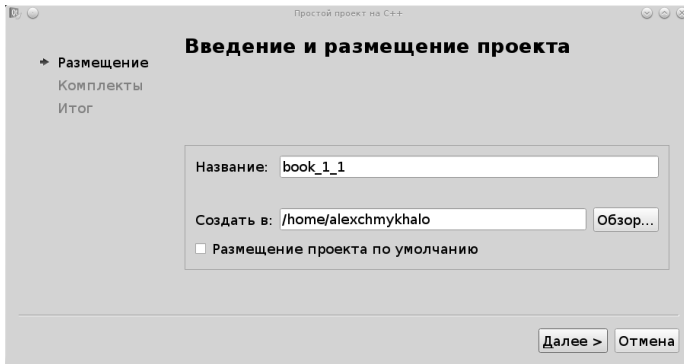 Простой проект на C++
Размещение
Комплекты
Итог
Введение и размещение проекта
Название: book_1_1
Создать в: /home/alexchmykhalo Обзор...
Размещение проекта по умолчанию
Далее > Отмена